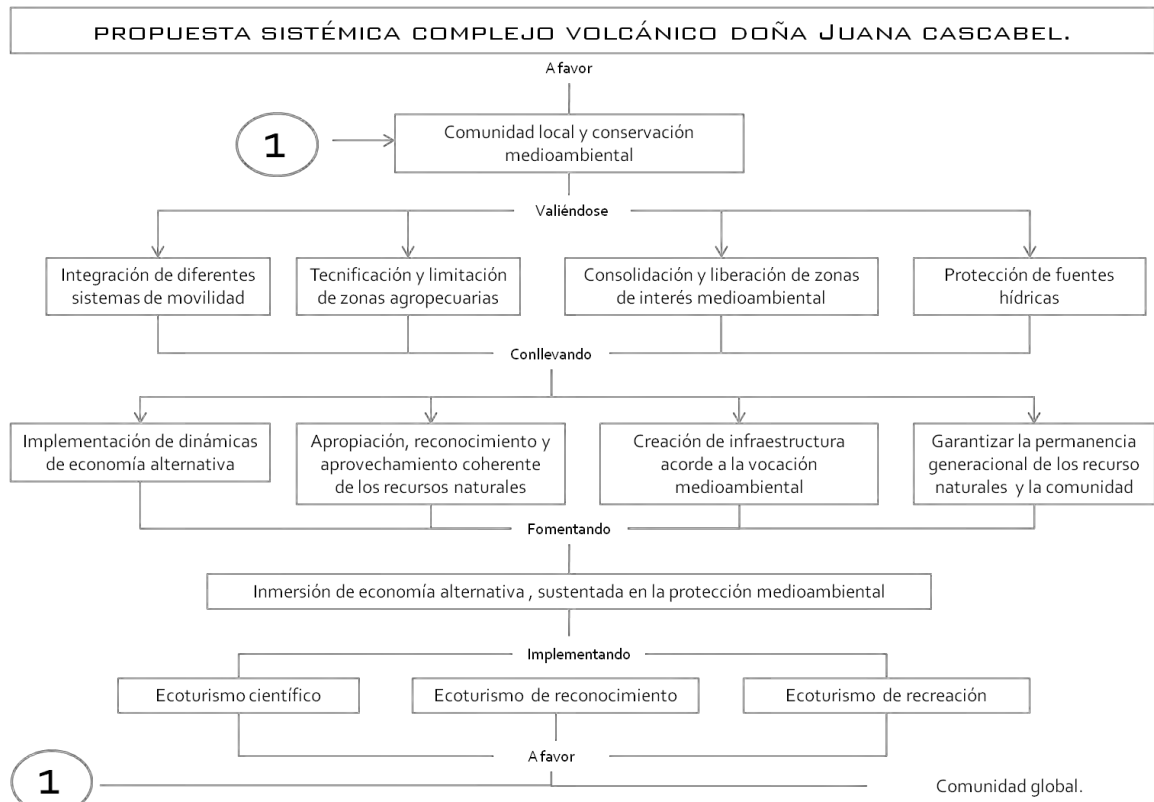 PROPUESTA SISTÉMICA COMPLEJO VOLCÁNICO DOÑA JUANA CASCABEL.
A favor
1
Comunidad local y conservación
medioambiental
Valiéndose
Integración de diferentes
sistemas de movilidad
Tecnificación y limitación
de zonas agropecuarias
Consolidación y liberación de zonas
de interés medioambiental
Protección de fuentes
hídricas
Conllevando
Implementación de dinámicas
de economía alternativa
Apropiación, reconocimiento y
aprovechamiento coherente
de los recursos naturales
Creación de infraestructura
acorde a la vocación
medioambiental
Garantizar la permanencia
generacional de los recurso
naturales y la comunidad
Fomentando
Inmersión de economía alternativa , sustentada en la protección medioambiental
Implementando
Ecoturismo científico
Ecoturismo de reconocimiento
Ecoturismo de recreación
A favor
1
Comunidad global.